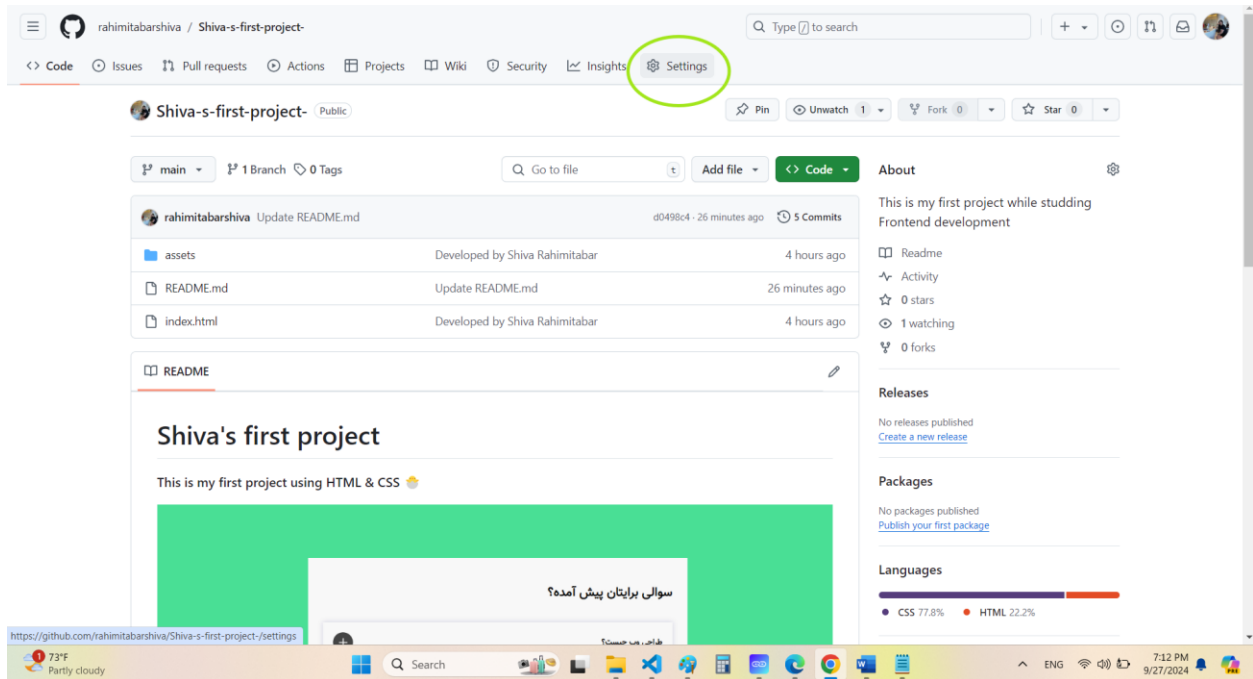 rahimitabarshiva / Shiva-s-first-project-
Type / to search
Code Issues Pull requests Actions Projects Wiki Security Insights Settings
Shiva-s-first-project- Public
Pin Unwatch 1 Fork 0 Star 0
main 1 Branch 0 Tags Go to file t Add file Code
rahimitabarshiva Update README.md d0498c4 · 26 minutes ago 5 Commits
assets Developed by Shiva Rahimitabar 4 hours ago
README.md Update README.md 26 minutes ago
index.html Developed by Shiva Rahimitabar 4 hours ago
README
Shiva's first project
This is my first project using HTML & CSS 🐣
سوالی برایتان پیش آمده؟
طراحی وب چیست؟
About
This is my first project while studding
Frontend development
Readme
Activity
0 stars
1 watching
0 forks
Releases
No releases published
Create a new release
Packages
No packages published
Publish your first package
Languages
CSS 77.8% HTML 22.2%
https://github.com/rahimitabarshiva/Shiva-s-first-project-/settings
1
73°F
Partly cloudy
Search
ENG
7:12 PM
9/27/2024